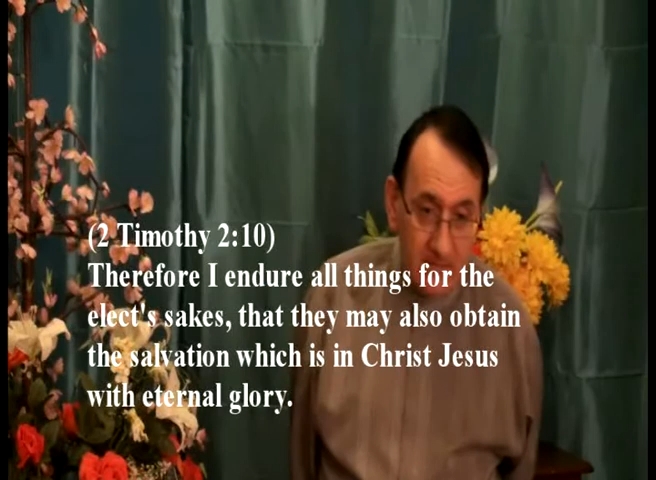 (2 Timothy 2:10)
Therefore I endure all things for the
elect's sakes, that they may also obtain
the salvation which is in Christ Jesus
with eternal glory.